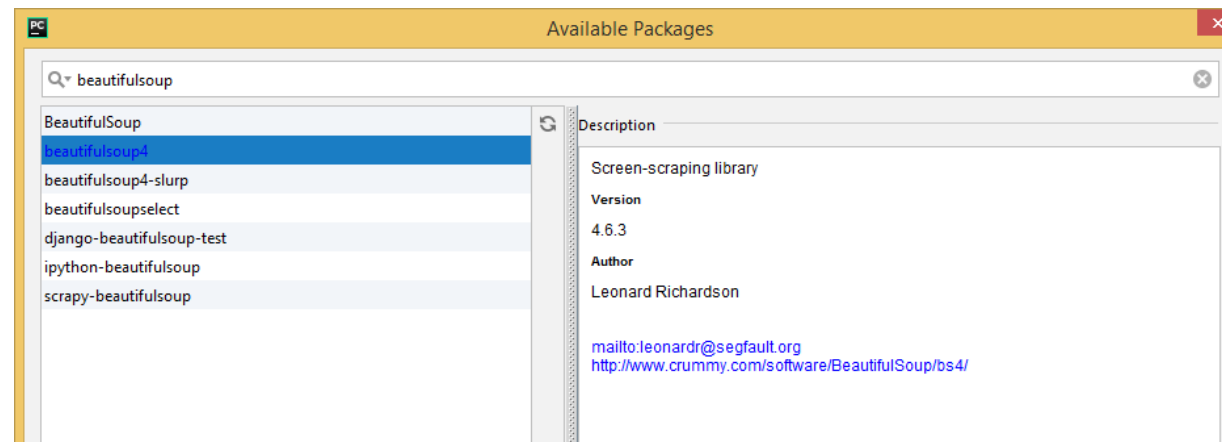 PC
Available Packages
beautifulsoup
BeautifulSoup
beautifulsoup4
beautifulsoup4-slurp
beautifulsoupselect
django-beautifulsoup-test
ipython-beautifulsoup
scrapy-beautifulsoup
Description
Screen-scraping library
Version
4.6.3
Author
Leonard Richardson
mailto:leonardr@segfault.org
http://www.crummy.com/software/BeautifulSoup/bs4/